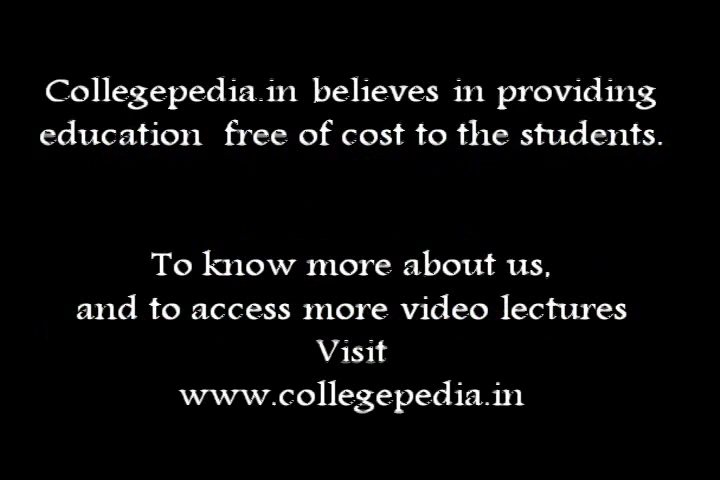 Collegepedia.in believes in providing
education free of cost to the students.
To know more about us,
and to access more video lectures
Visit
www.collegepedia.in